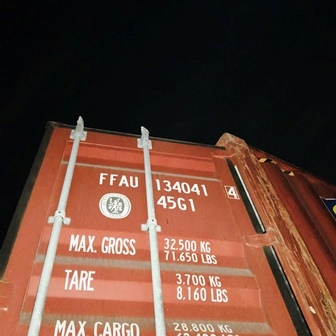 FFAU 134041 4
45G1
MAX. GROSS 32.500 KG
71.650 LBS
TARE 3.700 KG
8.160 LBS
MAX. CARGO 28.800 KG